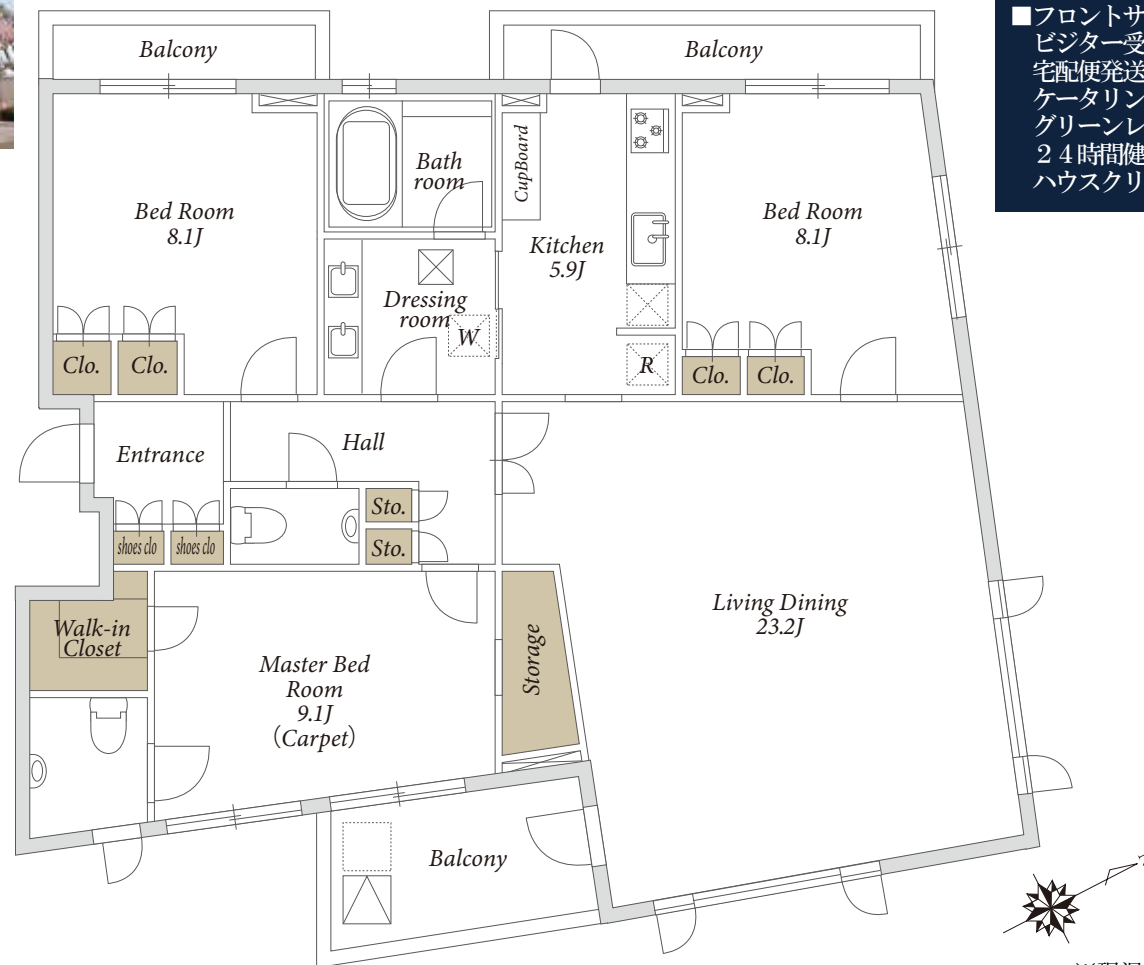 ■フロントサ
ビジター受
宅配便発送
ケータリン
グリーンレ
２４時間健
ハウスクリ
Balcony
Balcony
Bed Room
8.1J
Bath
room
CupBoard
Kitchen
5.9J
Bed Room
8.1J
Dressing
room
W
R
Clo.
Clo.
Clo.
Clo.
Entrance
Hall
shoes clo
shoes clo
Sto.
Sto.
Walk-in
Closet
Master Bed
Room
9.1J
(Carpet)
Storage
Living Dining
23.2J
Balcony